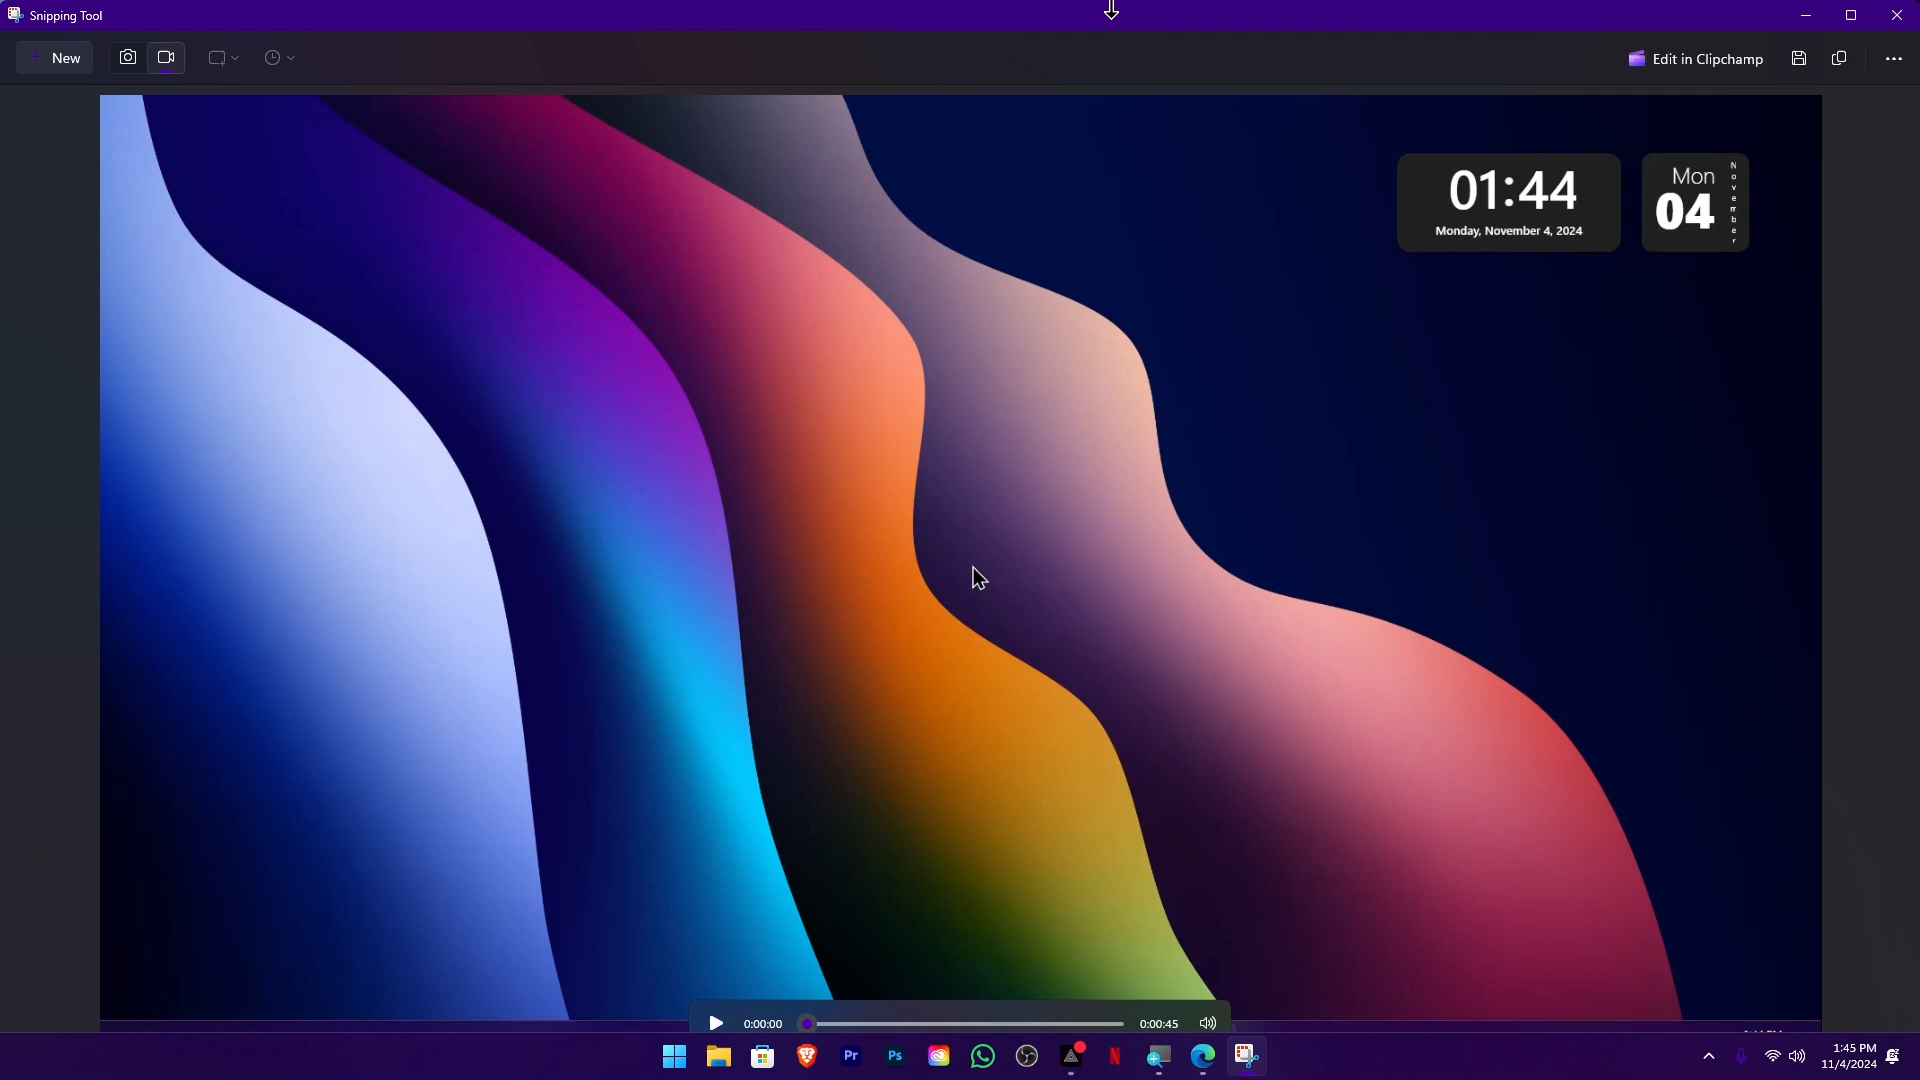 Snipping Tool
New
Edit in Clipchamp
01:44
Monday, November 4, 2024
Mon
04
November
0:00:00
0:00:45
Pr
Ps
N
1:45 PM
11/4/2024